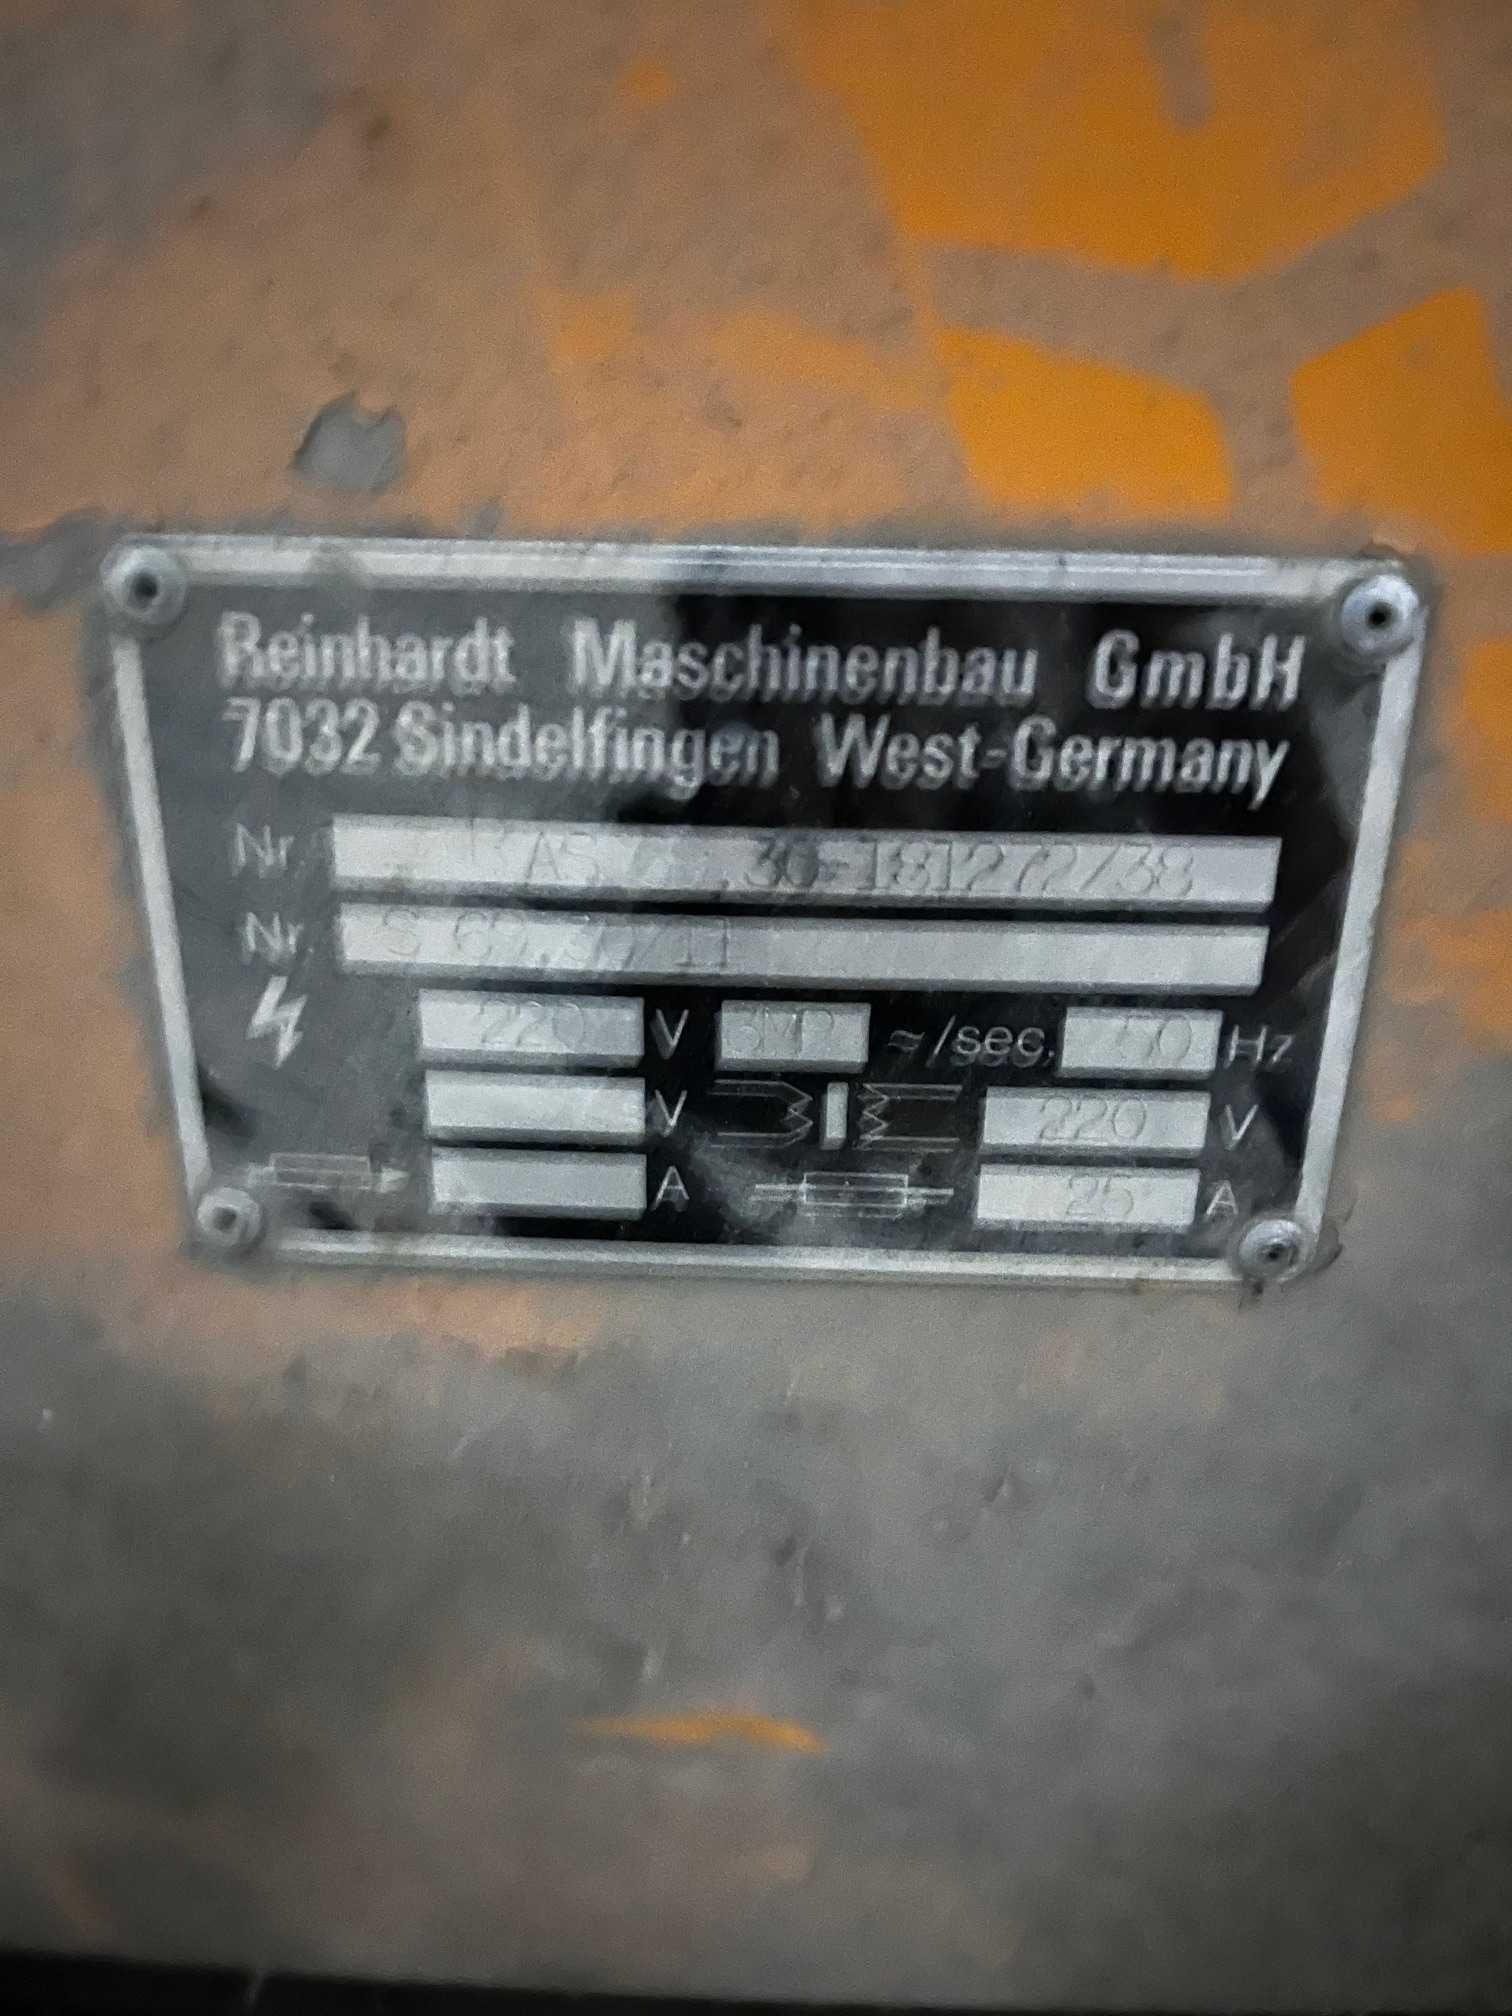 Reinhardt Maschinenbau GmbH
7032 Sindelfingen West-Germany
Nr.
Nr. S
220 V ≈/sec. 50 Hz
V 220 V
A 25 A